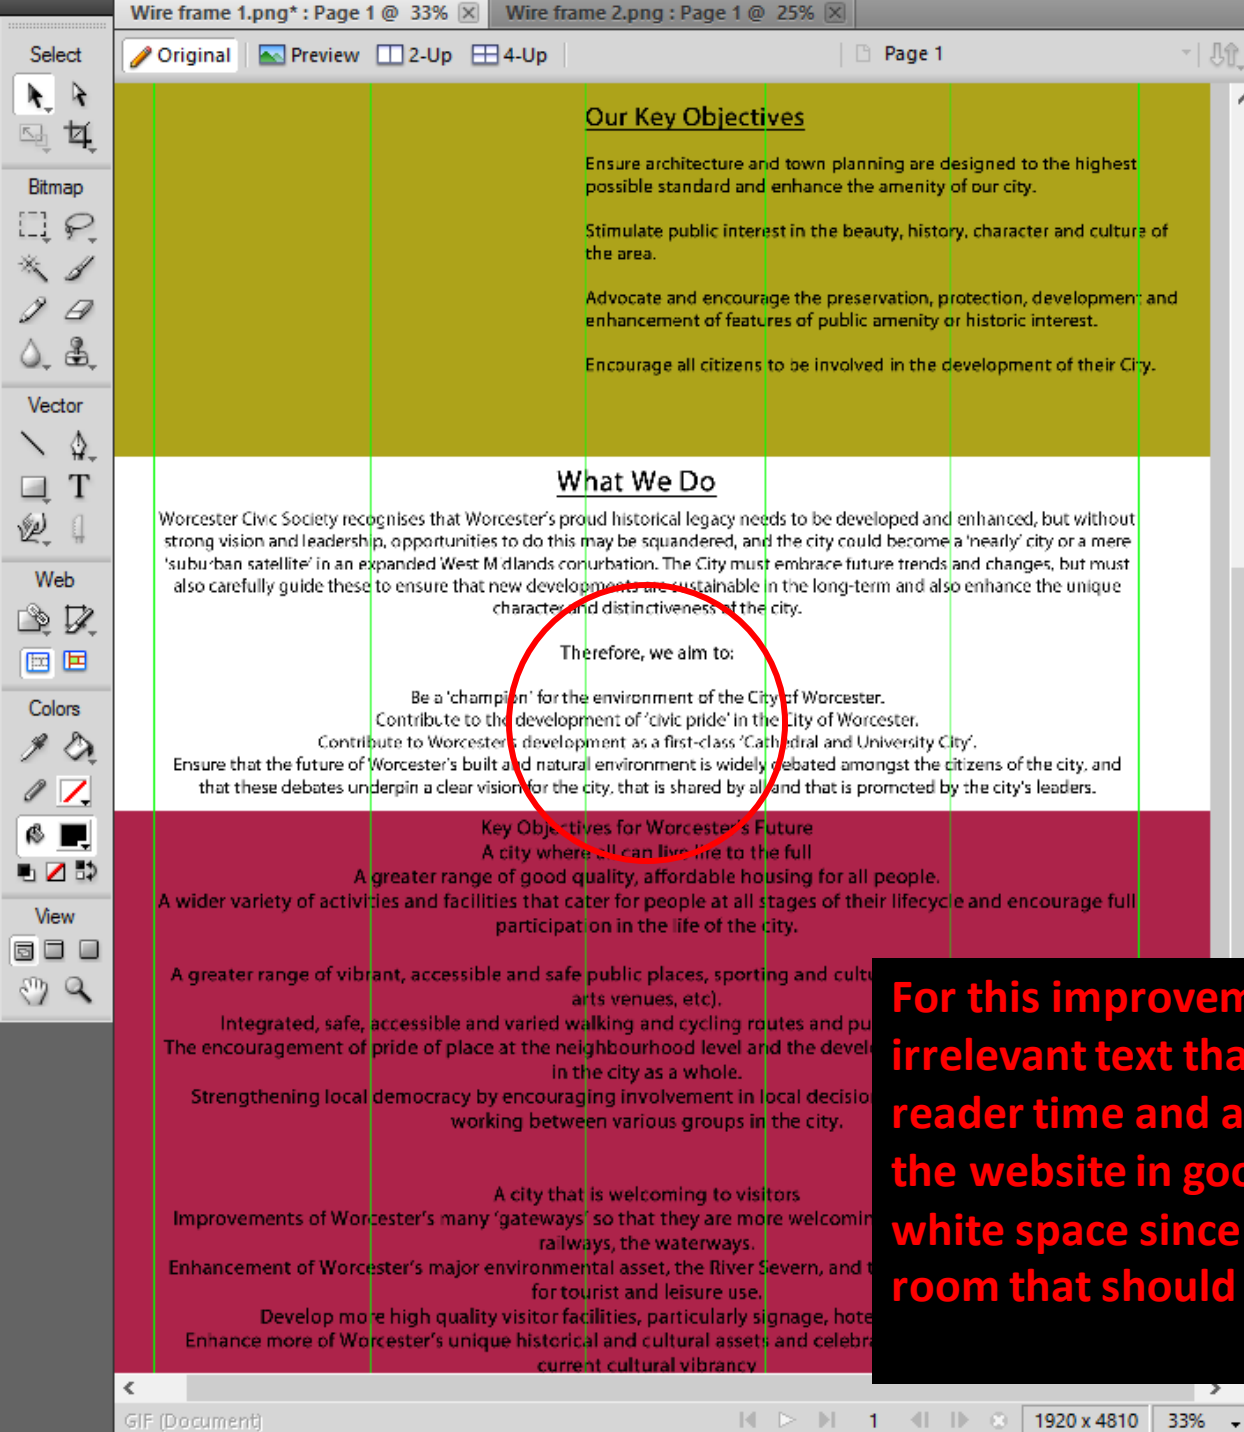 Wire frame 1.png* : Page 1 @ 33%
Wire frame 2.png : Page 1 @ 25%
Select
Original
Preview
2-Up
4-Up
Page 1
Bitmap
Vector
T
Web
Colors
View
Our Key Objectives
Ensure architecture and town planning are designed to the highest
possible standard and enhance the amenity of our city.
Stimulate public interest in the beauty, history, character and culture of
the area.
Advocate and encourage the preservation, protection, development and
enhancement of features of public amenity or historic interest.
Encourage all citizens to be involved in the development of their City.
What We Do
Worcester Civic Society recognises that Worcester's proud historical legacy needs to be developed and enhanced, but without
strong vision and leadership, opportunities to do this may be squandered, and the city could become a 'nearly' city or a mere
'suburban satellite' in an expanded West Midlands conurbation. The City must embrace future trends and changes, but must
also carefully guide these to ensure that new developments are sustainable in the long-term and also enhance the unique
character and distinctiveness of the city.
Therefore, we aim to:
Be a 'champion' for the environment of the City of Worcester.
Contribute to the development of 'civic pride' in the City of Worcester.
Contribute to Worcester's development as a first-class 'Cathedral and University City'.
Ensure that the future of Worcester's built and natural environment is widely debated amongst the citizens of the city, and
that these debates underpin a clear vision for the city, that is shared by all and that is promoted by the city's leaders.
Key Objectives for Worcester's Future
A city where all can live life to the full
A greater range of good quality, affordable housing for all people.
A wider variety of activities and facilities that cater for people at all stages of their lifecycle and encourage full
participation in the life of the city.
A greater range of vibrant, accessible and safe public places, sporting and cultu
arts venues, etc).
Integrated, safe, accessible and varied walking and cycling routes and pu
The encouragement of pride of place at the neighbourhood level and the devel
in the city as a whole.
Strengthening local democracy by encouraging involvement in local decisio
working between various groups in the city.
A city that is welcoming to visitors
Improvements of Worcester's many 'gateways' so that they are more welcomin
railways, the waterways.
Enhancement of Worcester's major environmental asset, the River Severn, and t
for tourist and leisure use.
Develop more high quality visitor facilities, particularly signage, hote
Enhance more of Worcester's unique historical and cultural assets and celebra
current cultural vibrancy
For this improvem
irrelevant text tha
reader time and a
the website in goo
white space since
room that should
GIF (Document)
1
1920 x 4810
33%